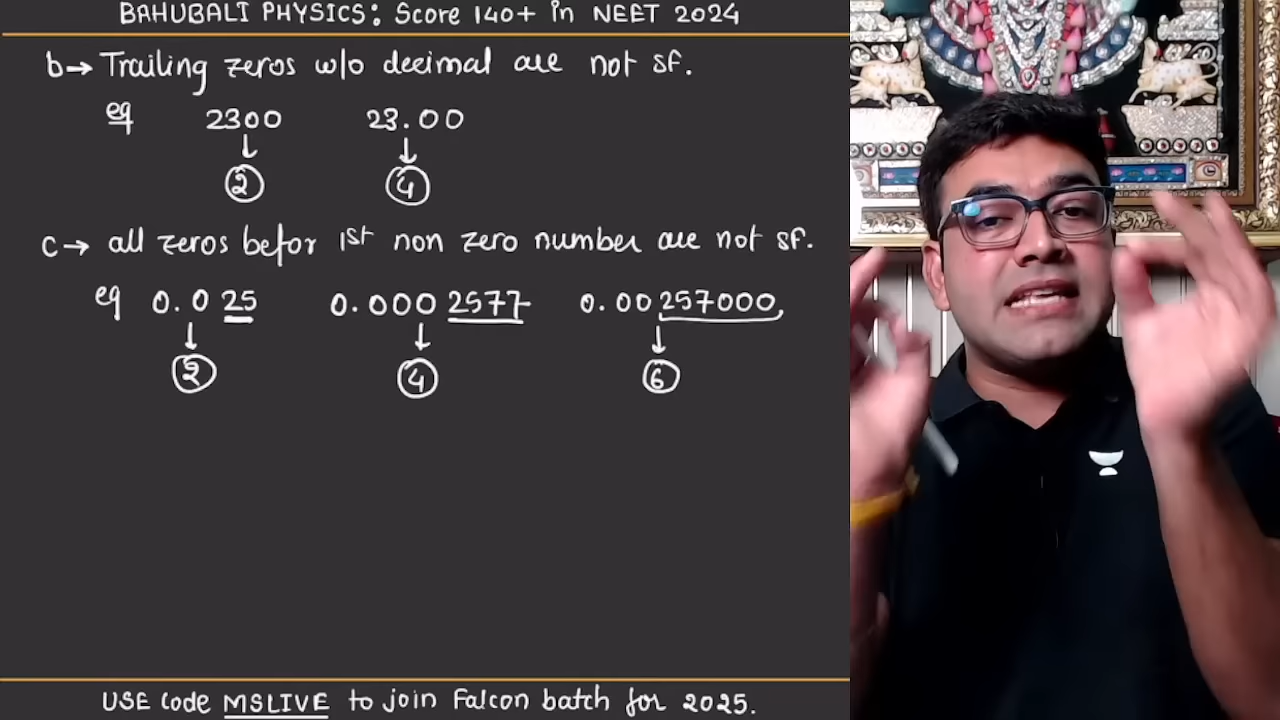 BAHUBALI PHYSICS: Score 140+ in NEET 2024
b→ Trailing zeros w/o decimal are not sf.
eg 2300 23.00
↓ ↓
2 4
c→ all zeros befor 1st non zero number are not sf.
eg 0.025 0.0002577 0.00257000
↓ ↓ ↓
2 4 6
USE Code MSLIVE to join Falcon batch for 2025.